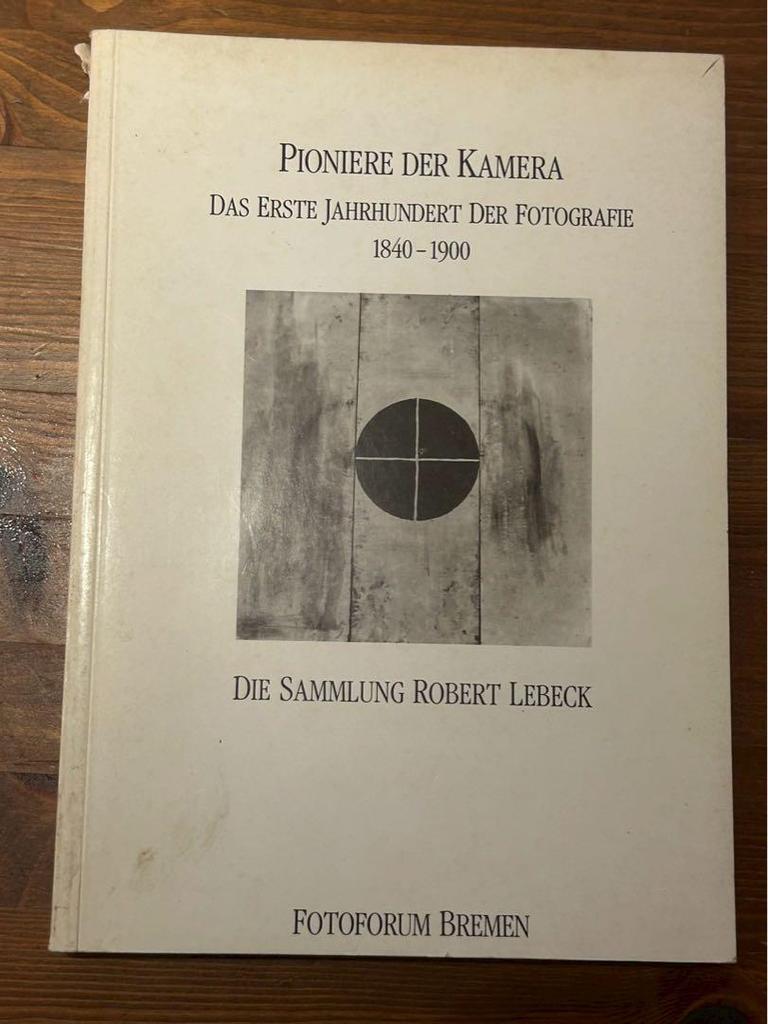 PIONIERE DER KAMERA
DAS ERSTE JAHRHUNDERT DER FOTOGRAFIE
1840 – 1900
DIE SAMMLUNG ROBERT LEBECK
FOTOFORUM BREMEN